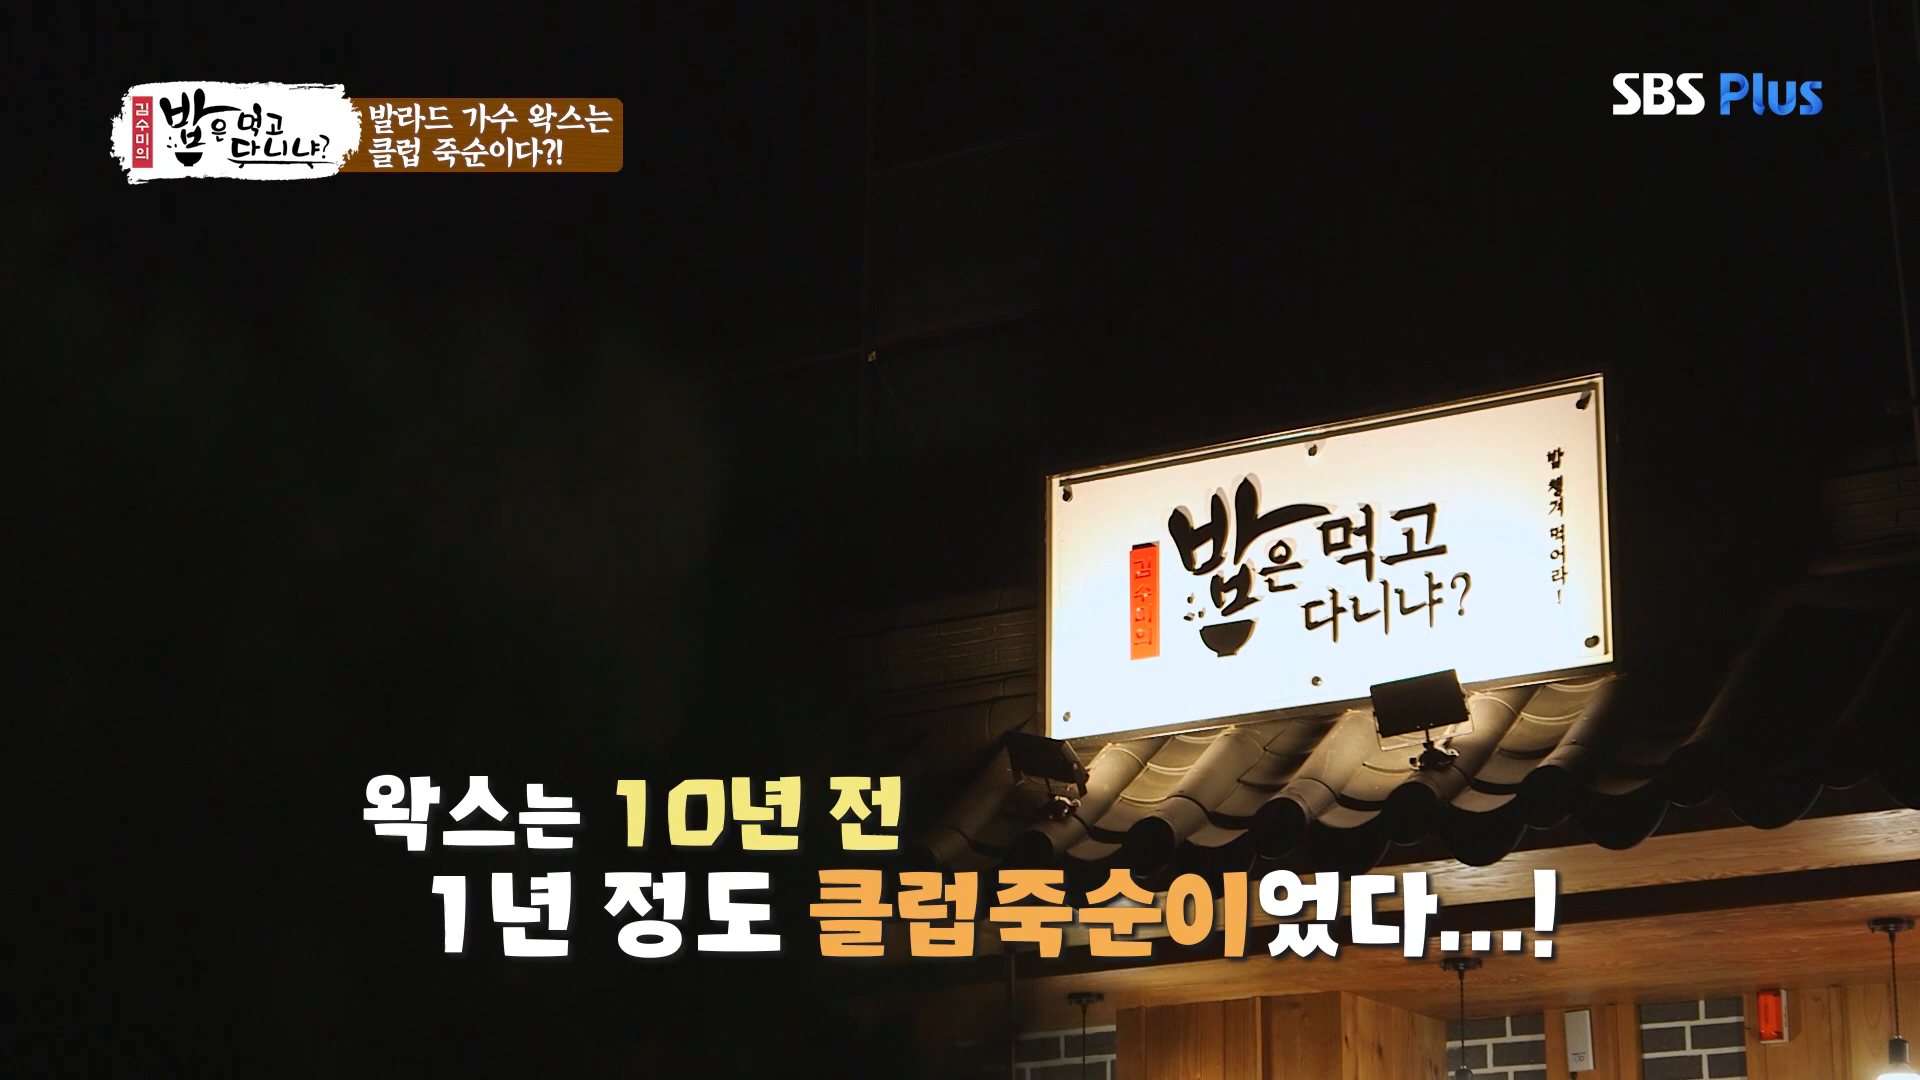 김수미의
밥은 먹고
다니냐?
발라드 가수 왁스는
클럽 죽순이다?!
SBS Plus
김수미의
밥은 먹고
다니냐?
밥 챙겨 먹어라!
왁스는 10년 전
1년 정도 클럽죽순이었다...!